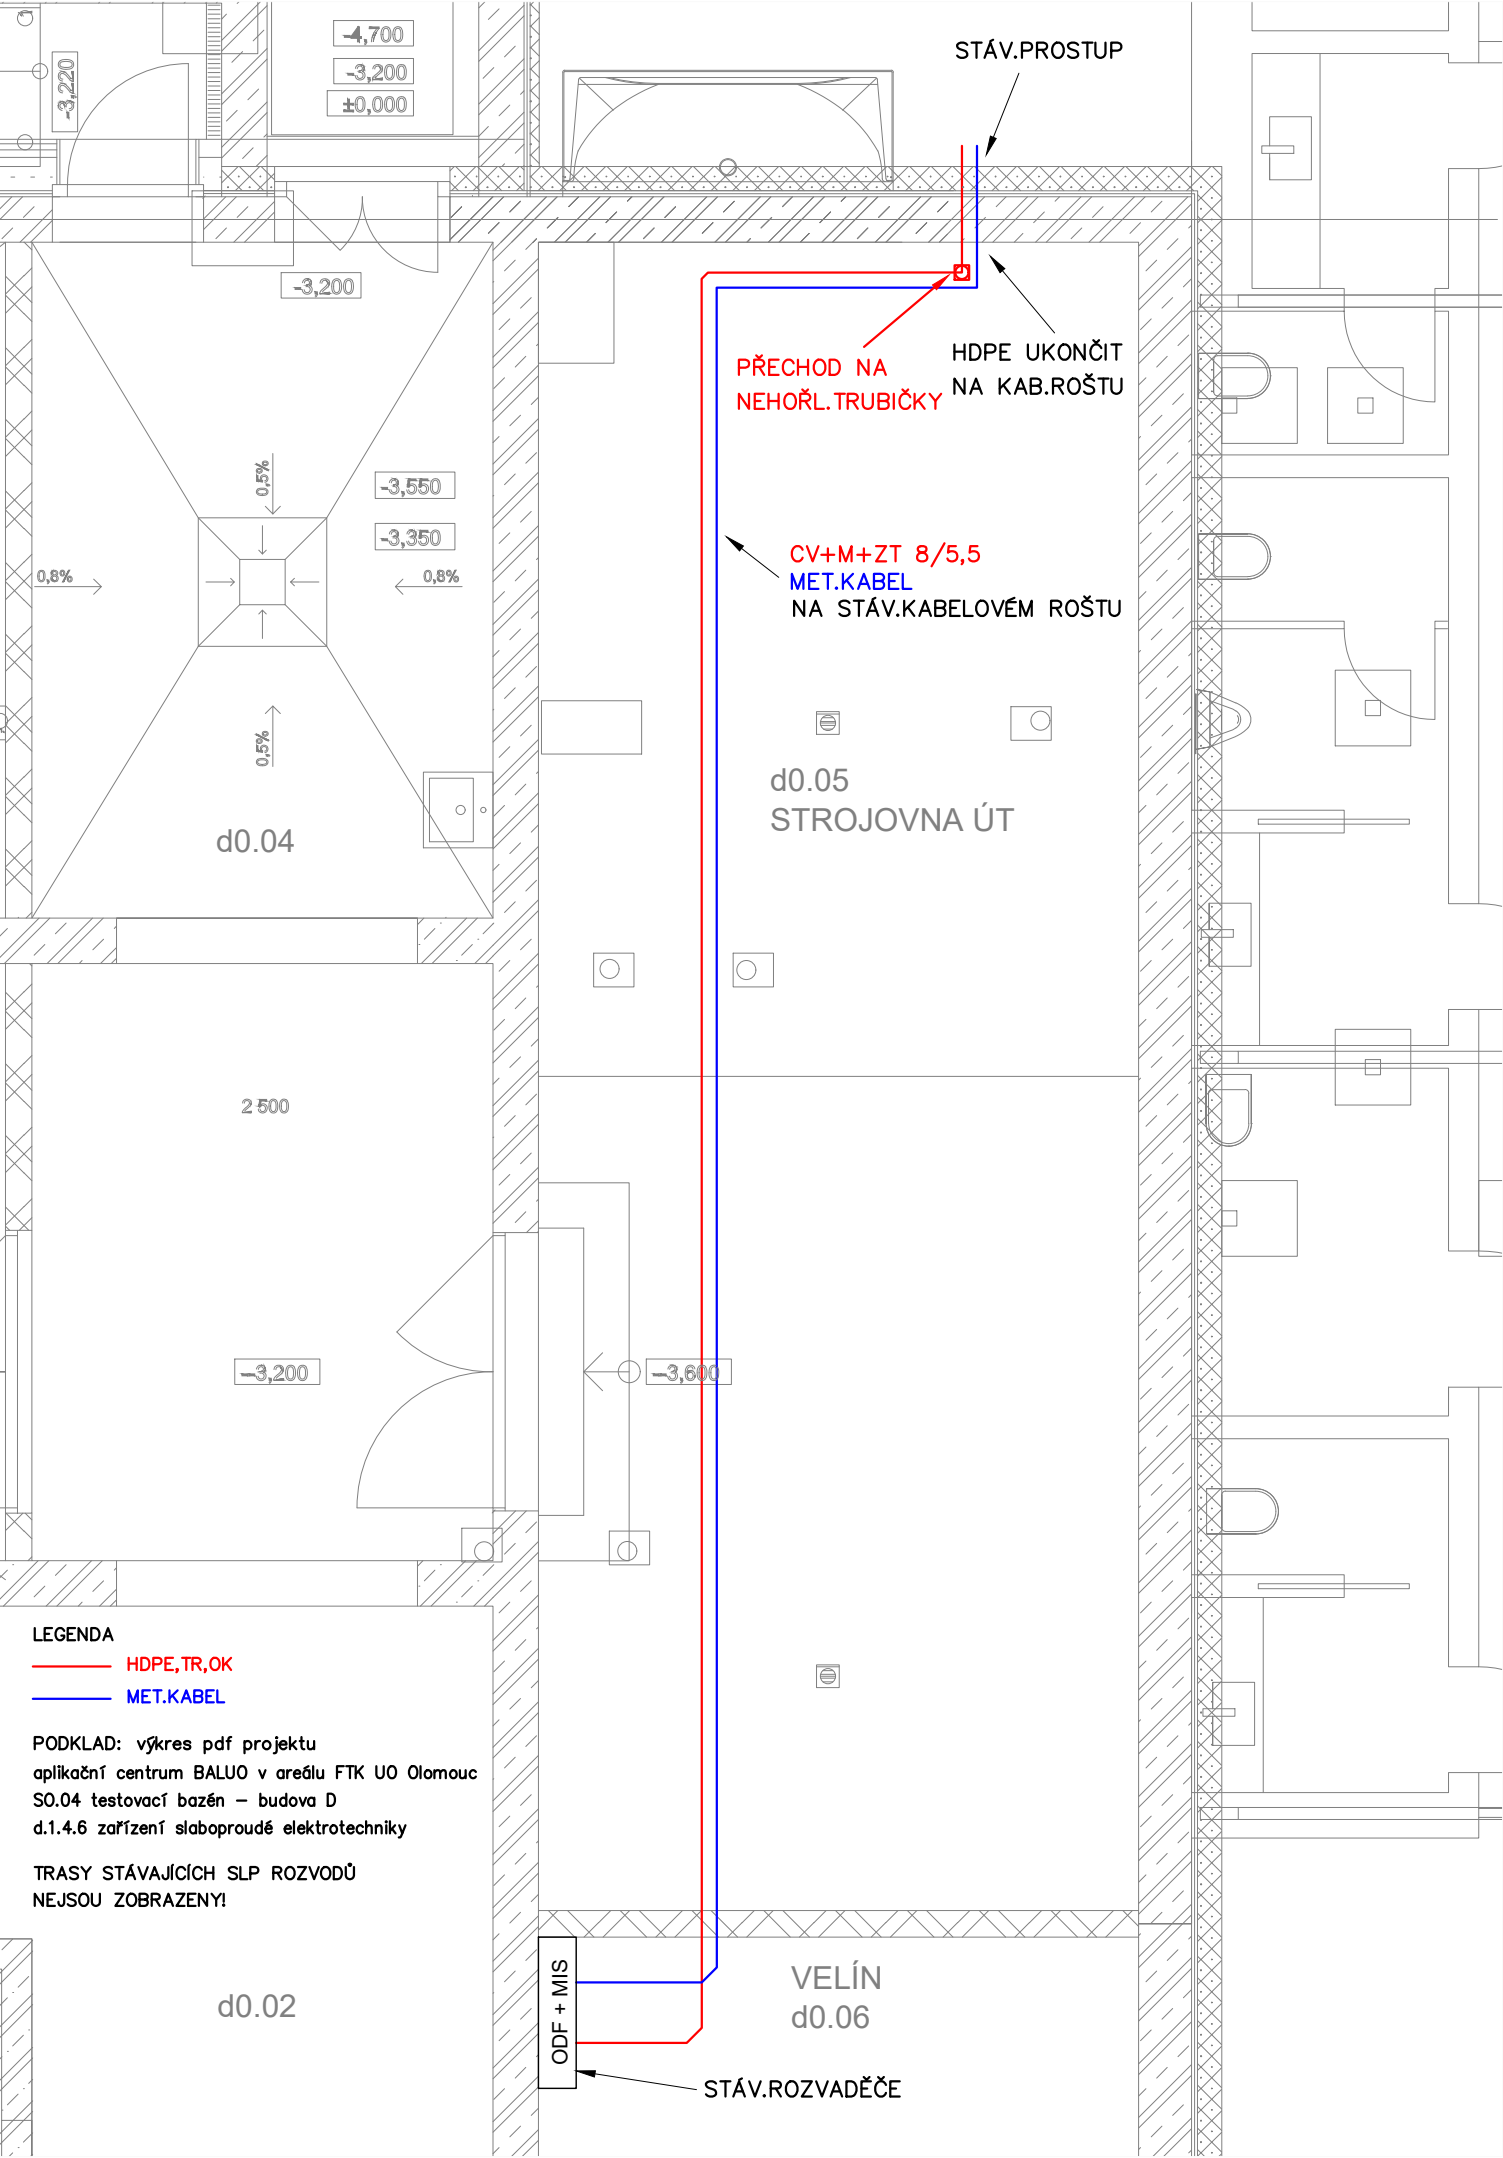 -4,700
-3,200
±0,000
-3,220
STÁV.PROSTUP
-3,200
PŘECHOD NA
NEHOŘL.TRUBIČKY
HDPE UKONČIT
NA KAB.ROŠTU
0,5%
-3,550
-3,350
0,8%
0,8%
0,5%
CV+M+ZT 8/5,5
MET.KABEL
NA STÁV.KABELOVÉM ROŠTU
d0.05
STROJOVNA ÚT
d0.04
2 500
-3,200
-3,600
LEGENDA
HDPE,TR,OK
MET.KABEL
PODKLAD: výkres pdf projektu
aplikační centrum BALUO v areálu FTK UO Olomouc
SO.04 testovací bazén – budova D
d.1.4.6 zařízení slaboproudé elektrotechniky
TRASY STÁVAJÍCÍCH SLP ROZVODŮ
NEJSOU ZOBRAZENY!
d0.02
ODF + MIS
VELÍN
d0.06
STÁV.ROZVADĚČE